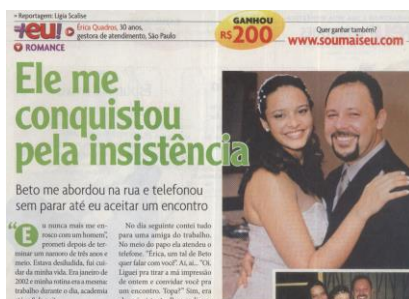 • Reportagem: Ligia Scalise
+eu!
Érica Quadros, 30 anos,
gestora de atendimento, São Paulo
ROMANCE
GANHOU
R$ 200
Quer ganhar também?
www.soumaiseu.com
Ele me
conquistou
pela insistência
Beto me abordou na rua e telefonou
sem parar até eu aceitar um encontro
“Eu nunca mais me en-
rosco com um homem”,
prometi depois de ter-
minar um namoro de três anos e
meio. Estava desiludida, fui cui-
dar da minha vida. Era janeiro de
2002 e minha rotina era a mesma:
trabalho durante o dia, academia
No dia seguinte contei tudo
para uma amiga do trabalho.
No meio do papo ela atendeu o
telefone. “Érica, um tal de Beto
quer falar com você”. Ai, ai... “Oi.
Liguei pra tirar a má impressão
de ontem e convidar você pra
um encontro. Topa?” Sim, era